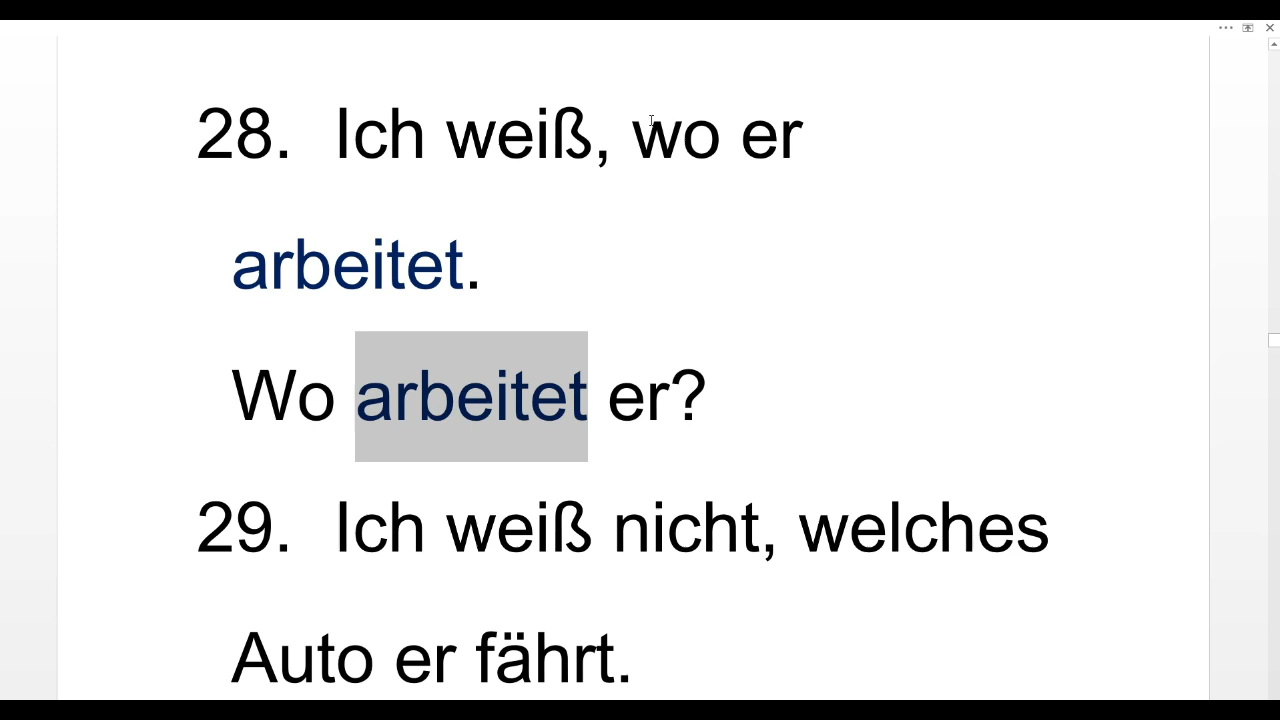 28. Ich weiß, wo er
arbeitet.
Wo arbeitet er?
29. Ich weiß nicht, welches
Auto er fährt.